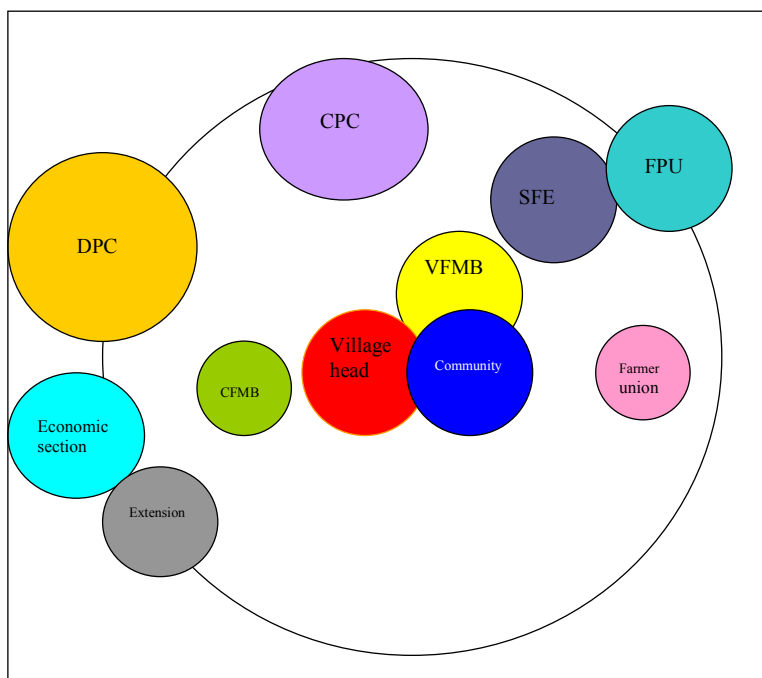 CPC
FPU
SFE
DPC
VFMB
Village
head
Community
Farmer
union
CFMB
Economic
section
Extension